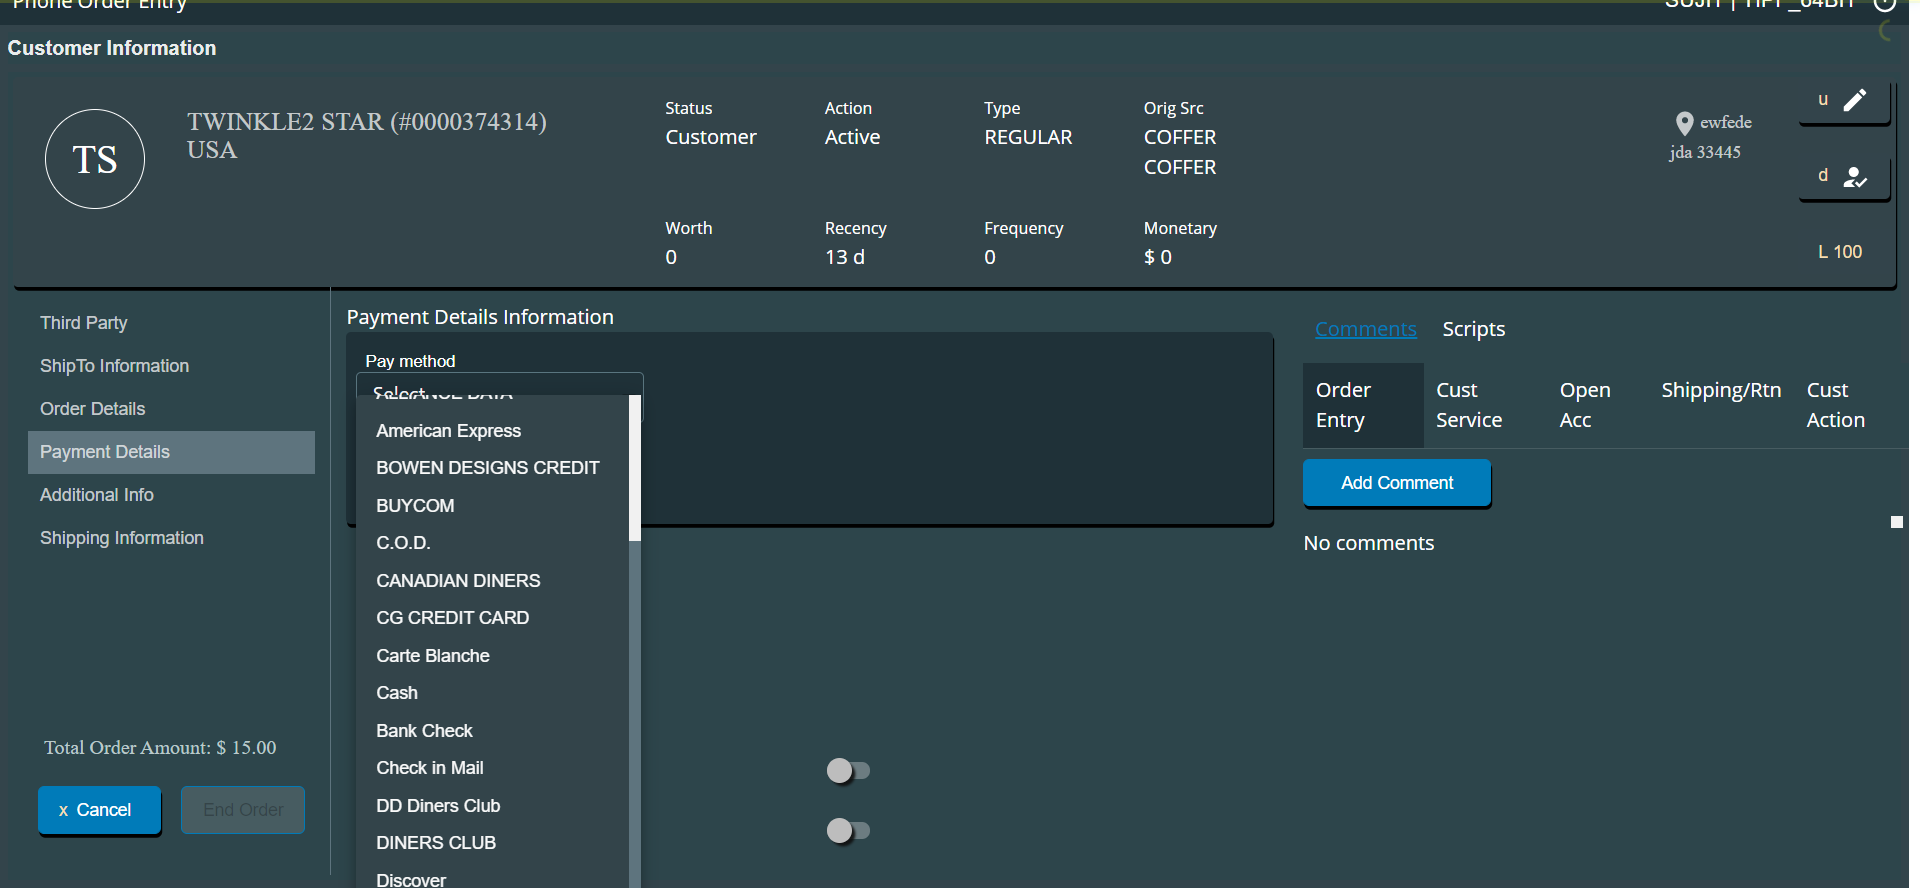 Phone Order Entry
Customer Information
TS
TWINKLE2 STAR (#0000374314)
USA
Status
Customer
Action
Active
Type
REGULAR
Orig Src
COFFER
COFFER
Worth
0
Recency
13 d
Frequency
0
Monetary
$ 0
ewfede
jda 33445
u
d
L 100
Third Party
ShipTo Information
Order Details
Payment Details
Additional Info
Shipping Information
Total Order Amount: $ 15.00
x Cancel
End Order
Payment Details Information
Pay method
Select
American Express
BOWEN DESIGNS CREDIT
BUYCOM
C.O.D.
CANADIAN DINERS
CG CREDIT CARD
Carte Blanche
Cash
Bank Check
Check in Mail
DD Diners Club
DINERS CLUB
Discover
Comments
Scripts
Order Entry
Cust Service
Open Acc
Shipping/Rtn
Cust Action
Add Comment
No comments